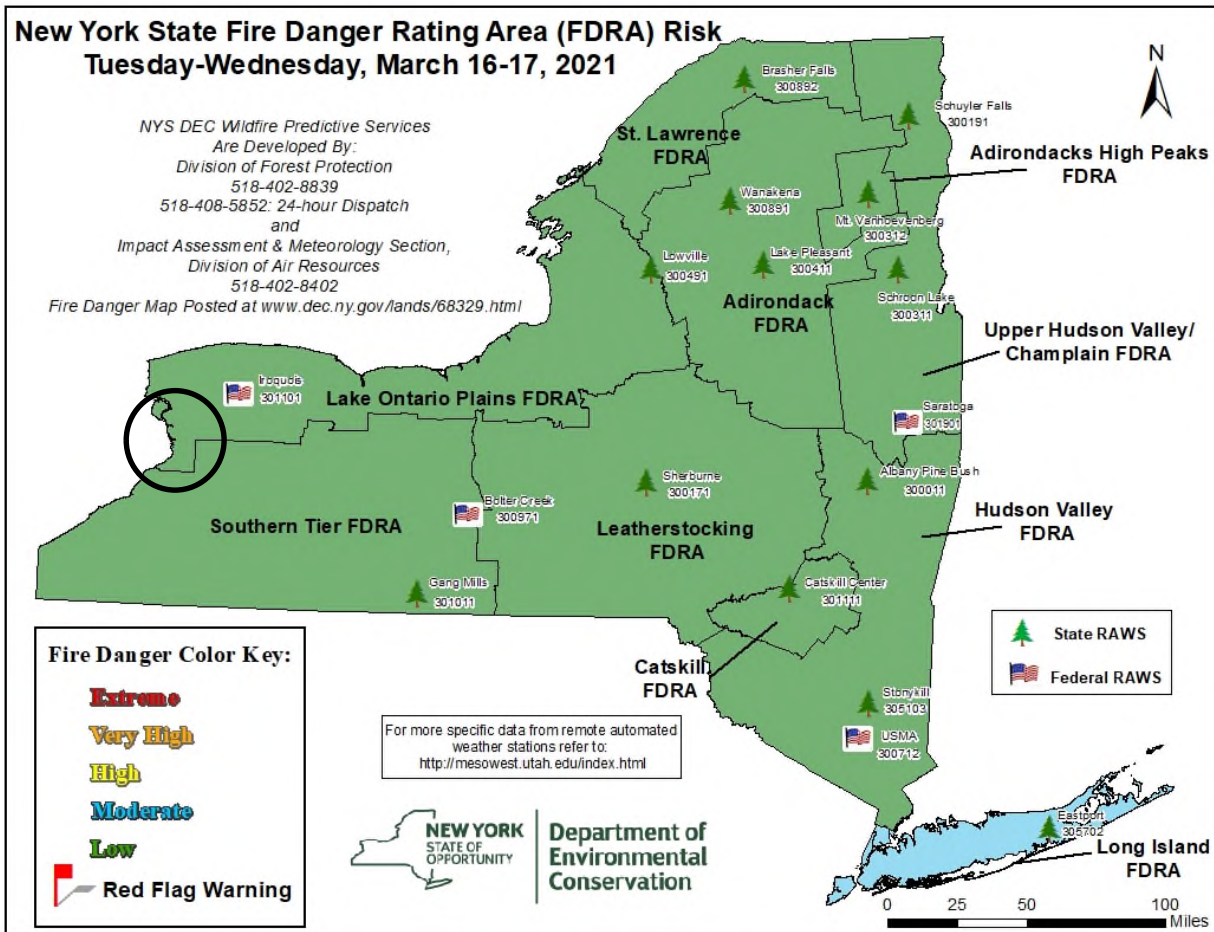 New York State Fire Danger Rating Area (FDRA) Risk
Tuesday-Wednesday, March 16-17, 2021
N
NYS DEC Wildfire Predictive Services
Are Developed By:
Division of Forest Protection
518-402-8839
518-408-5852: 24-hour Dispatch
and
Impact Assessment & Meteorology Section,
Division of Air Resources
518-402-8402
Fire Danger Map Posted at www.dec.ny.gov/lands/68329.html
Brasher Falls
300892
Schuyler Falls
300191
St. Lawrence
FDRA
Adirondacks High Peaks
FDRA
Wanakena
300891
Mt. Vanhoevenberg
300312
Lowville
300491
Lake Pleasant
300411
Schroon Lake
300311
Adirondack
FDRA
Upper Hudson Valley/
Champlain FDRA
Iroquois
301101
Lake Ontario Plains FDRA
Saratoga
301901
Sherburne
300171
Albany Pine Bush
300011
Bolter Creek
300971
Southern Tier FDRA
Leatherstocking
FDRA
Hudson Valley
FDRA
Gang Mills
301011
Catskill Center
301111
Catskill
FDRA
Stonykill
305103
USMA
300712
State RAWS
Federal RAWS
Fire Danger Color Key:
Extreme
Very High
High
Moderate
Low
Red Flag Warning
For more specific data from remote automated
weather stations refer to:
http://mesowest.utah.edu/index.html
NEW YORK
STATE OF
OPPORTUNITY
Department of
Environmental
Conservation
Eastport
305702
Long Island
FDRA
0 25 50 100
Miles